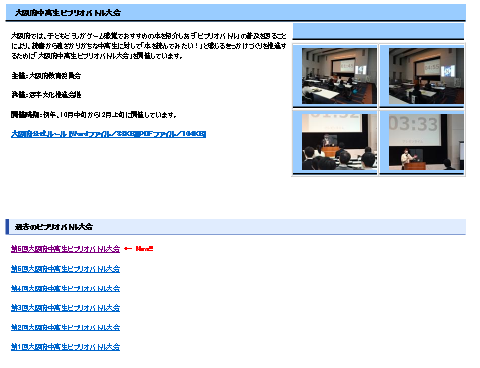 大阪府中高生ビブリオバトル大会
大阪府では、子どもどうしがゲーム感覚でおすすめの本を紹介しあう「ビブリオバトル」の普及を図ること
により、読書から遠ざかりがちな中高生に対して「本を読んでみたい！」と感じるきっかけづくりを推進す
るために「大阪府中高生ビブリオバトル大会」を開催しています。
主催：大阪府教育委員会
共催：活字文化推進会議
開催時期：例年、10月中旬から12月上旬に開催しています。
大阪府公式ルール [Wordファイル／38KB] [PDFファイル／104KB]
01:32
03:33
過去のビブリオバトル大会
大阪府中高生ビブリオバトル大会 ← New!!
第5回大阪府中高生ビブリオバトル大会
第4回大阪府中高生ビブリオバトル大会
第3回大阪府中高生ビブリオバトル大会
第2回大阪府中高生ビブリオバトル大会
第1回大阪府中高生ビブリオバトル大会